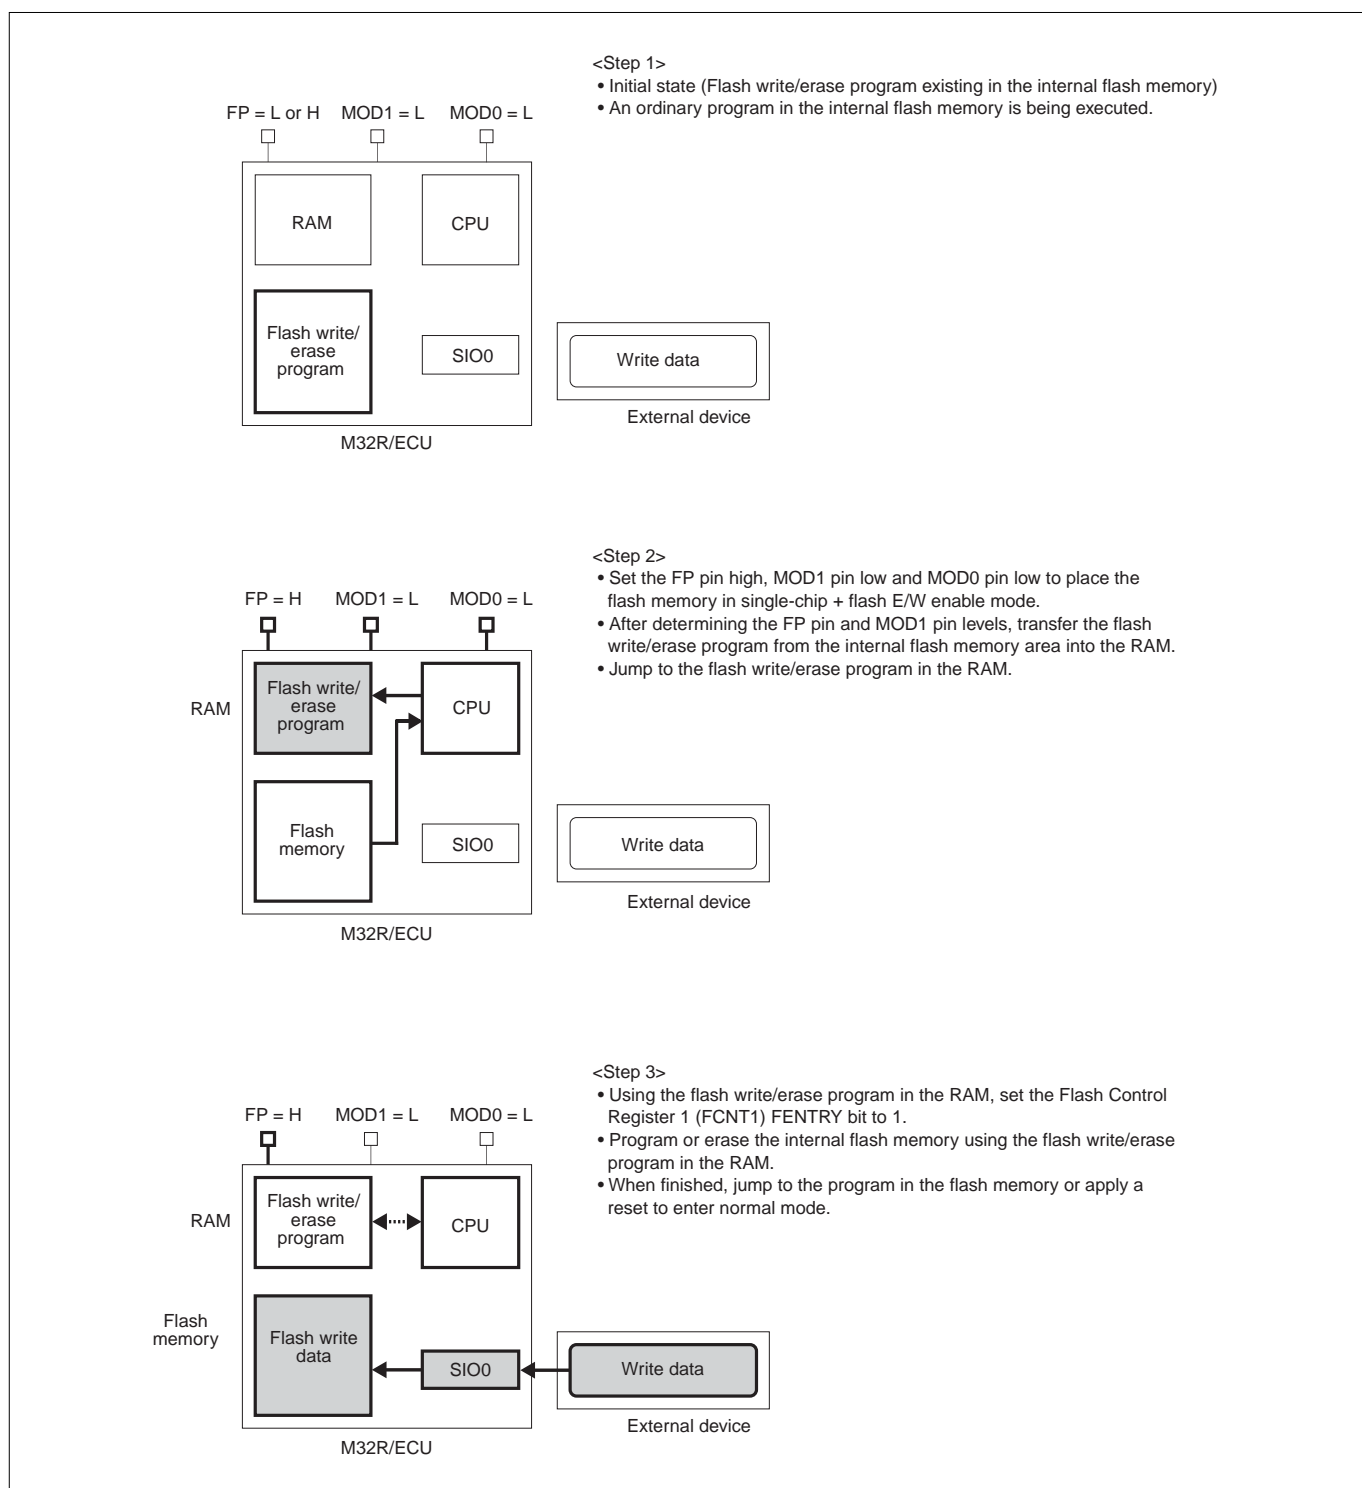 <Step 1>
• Initial state (Flash write/erase program existing in the internal flash memory)
• An ordinary program in the internal flash memory is being executed.
FP = L or H MOD1 = L MOD0 = L
RAM
CPU
Flash write/
erase
program
SIO0
Write data
External device
M32R/ECU
<Step 2>
• Set the FP pin high, MOD1 pin low and MOD0 pin low to place the
flash memory in single-chip + flash E/W enable mode.
• After determining the FP pin and MOD1 pin levels, transfer the flash
write/erase program from the internal flash memory area into the RAM.
• Jump to the flash write/erase program in the RAM.
FP = H MOD1 = L MOD0 = L
RAM
Flash write/
erase
program
CPU
Flash
memory
SIO0
Write data
External device
M32R/ECU
<Step 3>
• Using the flash write/erase program in the RAM, set the Flash Control
Register 1 (FCNT1) FENTRY bit to 1.
• Program or erase the internal flash memory using the flash write/erase
program in the RAM.
• When finished, jump to the program in the flash memory or apply a
reset to enter normal mode.
FP = H MOD1 = L MOD0 = L
RAM
Flash write/
erase
program
CPU
Flash
memory
Flash write
data
SIO0
Write data
External device
M32R/ECU